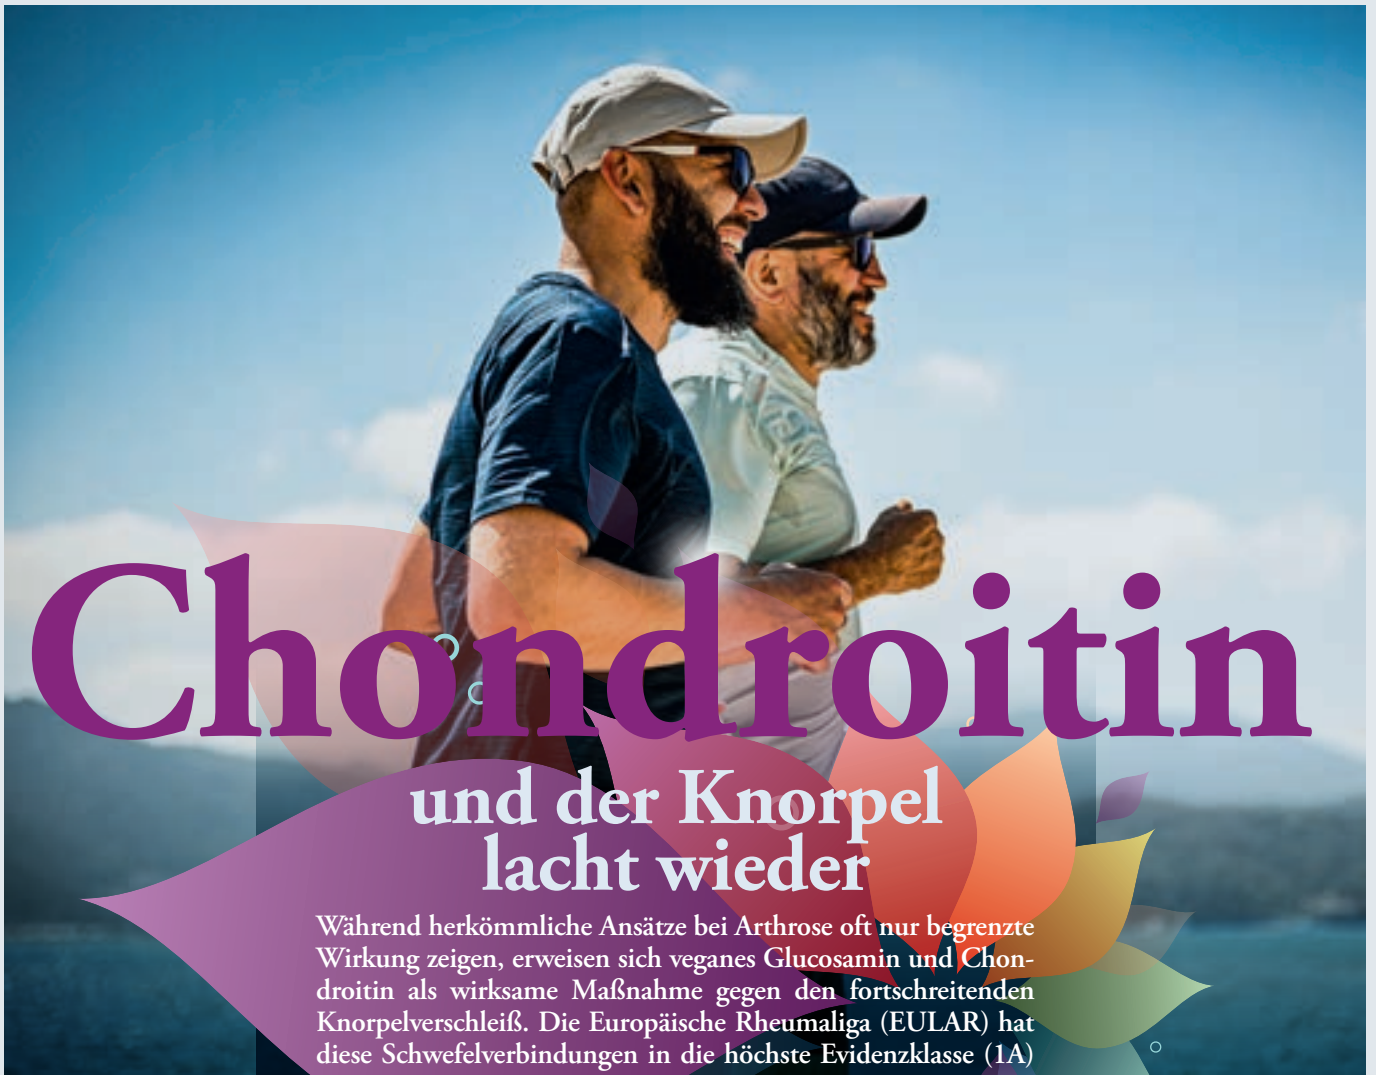 Chondroitin
und der Knorpel
lacht wieder
Während herkömmliche Ansätze bei Arthrose oft nur begrenzte
Wirkung zeigen, erweisen sich veganes Glucosamin und Chon-
droitin als wirksame Maßnahme gegen den fortschreitenden
Knorpelverschleiß. Die Europäische Rheumaliga (EULAR) hat
diese Schwefelverbindungen in die höchste Evidenzklasse (1A)